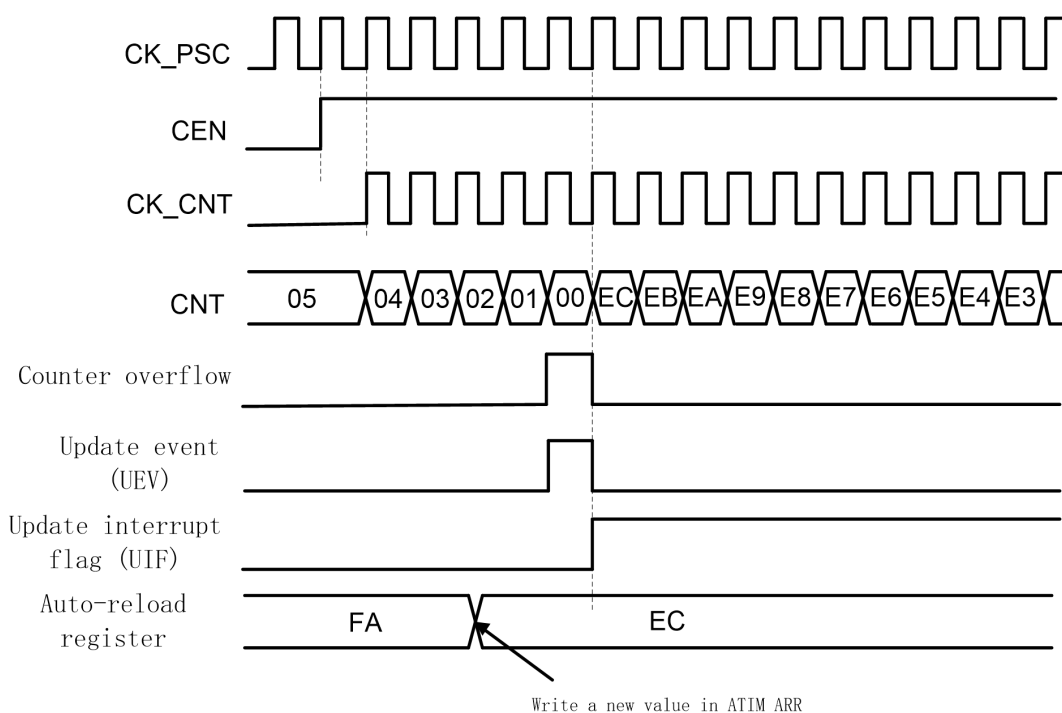 CK_PSC
CEN
CK_CNT
CNT
05 04 03 02 01 00 EC EB EA E9 E8 E7 E6 E5 E4 E3
Counter overflow
Update event
(UEV)
Update interrupt
flag (UIF)
Auto-reload
register
FA
EC
Write a new value in ATIM ARR